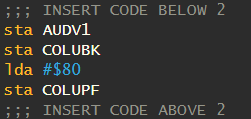 ;;; INSERT CODE BELOW 2
sta AUDV1
sta COLUBK
lda #$80
sta COLUPF
;;; INSERT CODE ABOVE 2